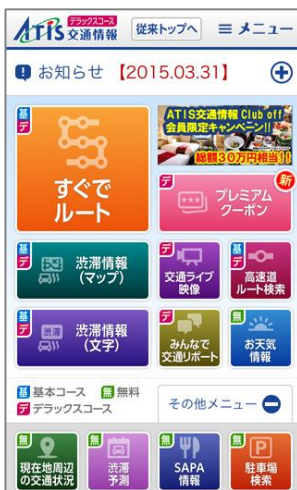 ATIS デラックスコース 交通情報 従来トップへ メニュー
お知らせ 【2015.03.31】
基
デ
すぐで
ルート
ATIS交通情報 Club off
会員限定キャンペーン!!
総額30万円相当!!
デ
新
プレミアム
クーポン
基
デ
渋滞情報
(マップ)
デ
交通ライブ
映像
基
デ
高速道
ルート検索
基
デ
渋滞
渋滞情報
(文字)
デ
みんなで
交通リポート
無
お天気
情報
基 基本コース 無 無料
デ デラックスコース
その他メニュー
無
現在地周辺
の交通状況
無
渋滞
予測
無
SAPA
情報
無
P
駐車場
検索